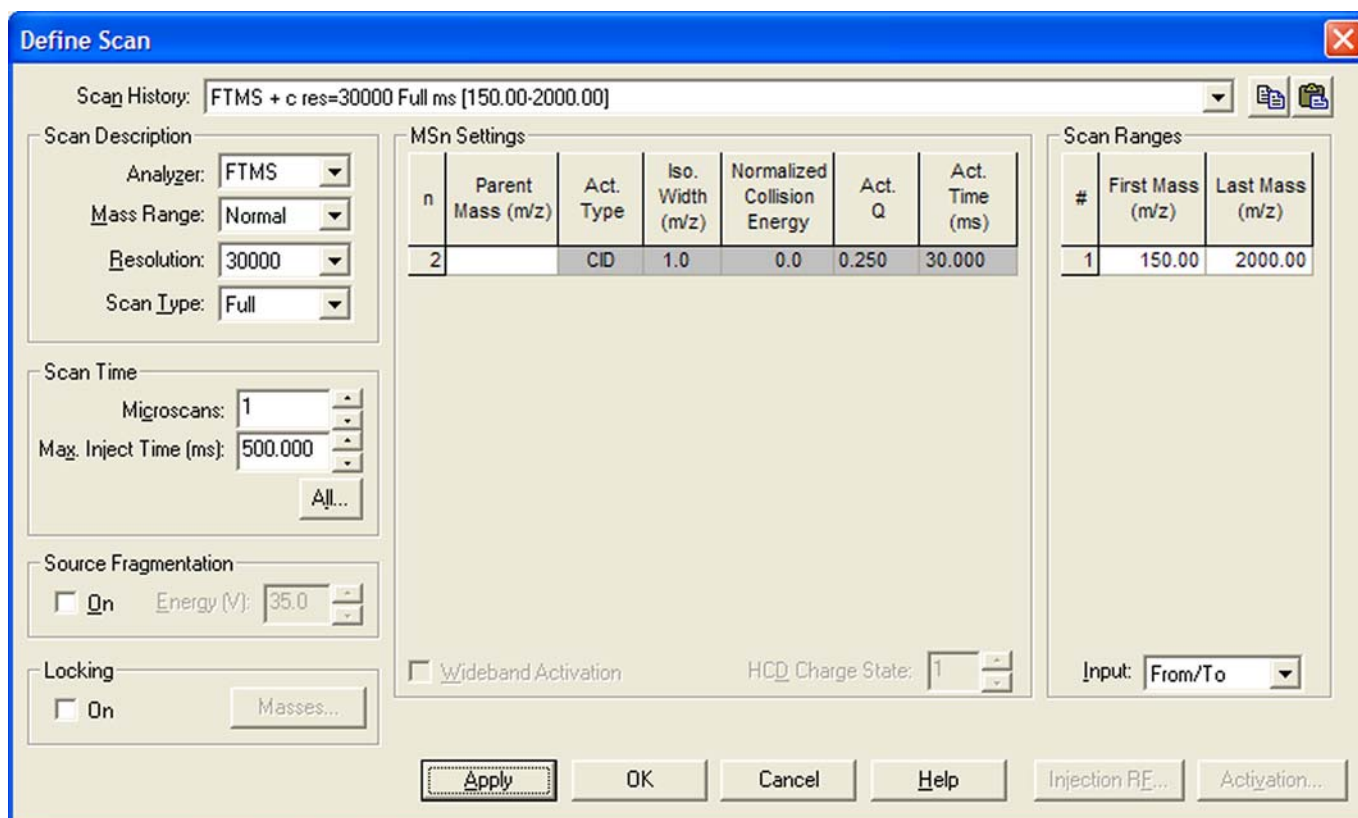 Define Scan
Scan History: FTMS + c res=30000 Full ms [150.00-2000.00]
Scan Description
Analyzer: FTMS
Mass Range: Normal
Resolution: 30000
Scan Type: Full
Scan Time
Microscans: 1
Max. Inject Time (ms): 500.000
All...
Source Fragmentation
On Energy (V): 35.0
Locking
On Masses...
MSn Settings
n Parent Mass (m/z) Act. Type Iso. Width (m/z) Normalized Collision Energy Act. Q Act. Time (ms)
2 CID 1.0 0.0 0.250 30.000
Wideband Activation HCD Charge State: 1
Scan Ranges
# First Mass (m/z) Last Mass (m/z)
1 150.00 2000.00
Input: From/To
Apply OK Cancel Help Injection RF... Activation...